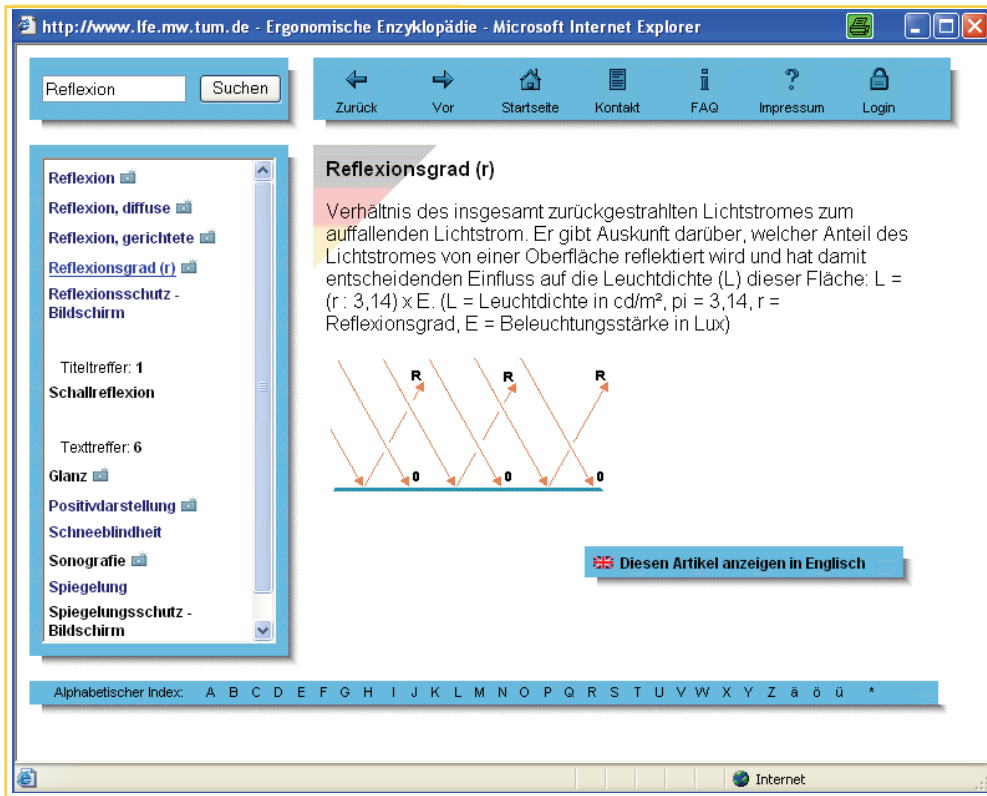 http://www.lfe.mw.tum.de - Ergonomische Enzyklopädie - Microsoft Internet Explorer
Reflexion
Suchen
Zurück Vor Startseite Kontakt FAQ Impressum Login
Reflexion
Reflexion, diffuse
Reflexion, gerichtete
Reflexionsgrad (r)
Reflexionsschutz -
Bildschirm
Titeltreffer: 1
Schallreflexion
Texttreffer: 6
Glanz
Positivdarstellung
Schneeblindheit
Sonografie
Spiegelung
Spiegelungsschutz -
Bildschirm
Reflexionsgrad (r)
Verhältnis des insgesamt zurückgestrahlten Lichtstromes zum
auffallenden Lichtstrom. Er gibt Auskunft darüber, welcher Anteil des
Lichtstromes von einer Oberfläche reflektiert wird und hat damit
entscheidenden Einfluss auf die Leuchtdichte (L) dieser Fläche: L =
(r : 3,14) x E. (L = Leuchtdichte in cd/m², pi = 3,14, r =
Reflexionsgrad, E = Beleuchtungsstärke in Lux)
R R R
0 0 0
Diesen Artikel anzeigen in Englisch
Alphabetischer Index: A B C D E F G H I J K L M N O P Q R S T U V W X Y Z ä ö ü *
Internet